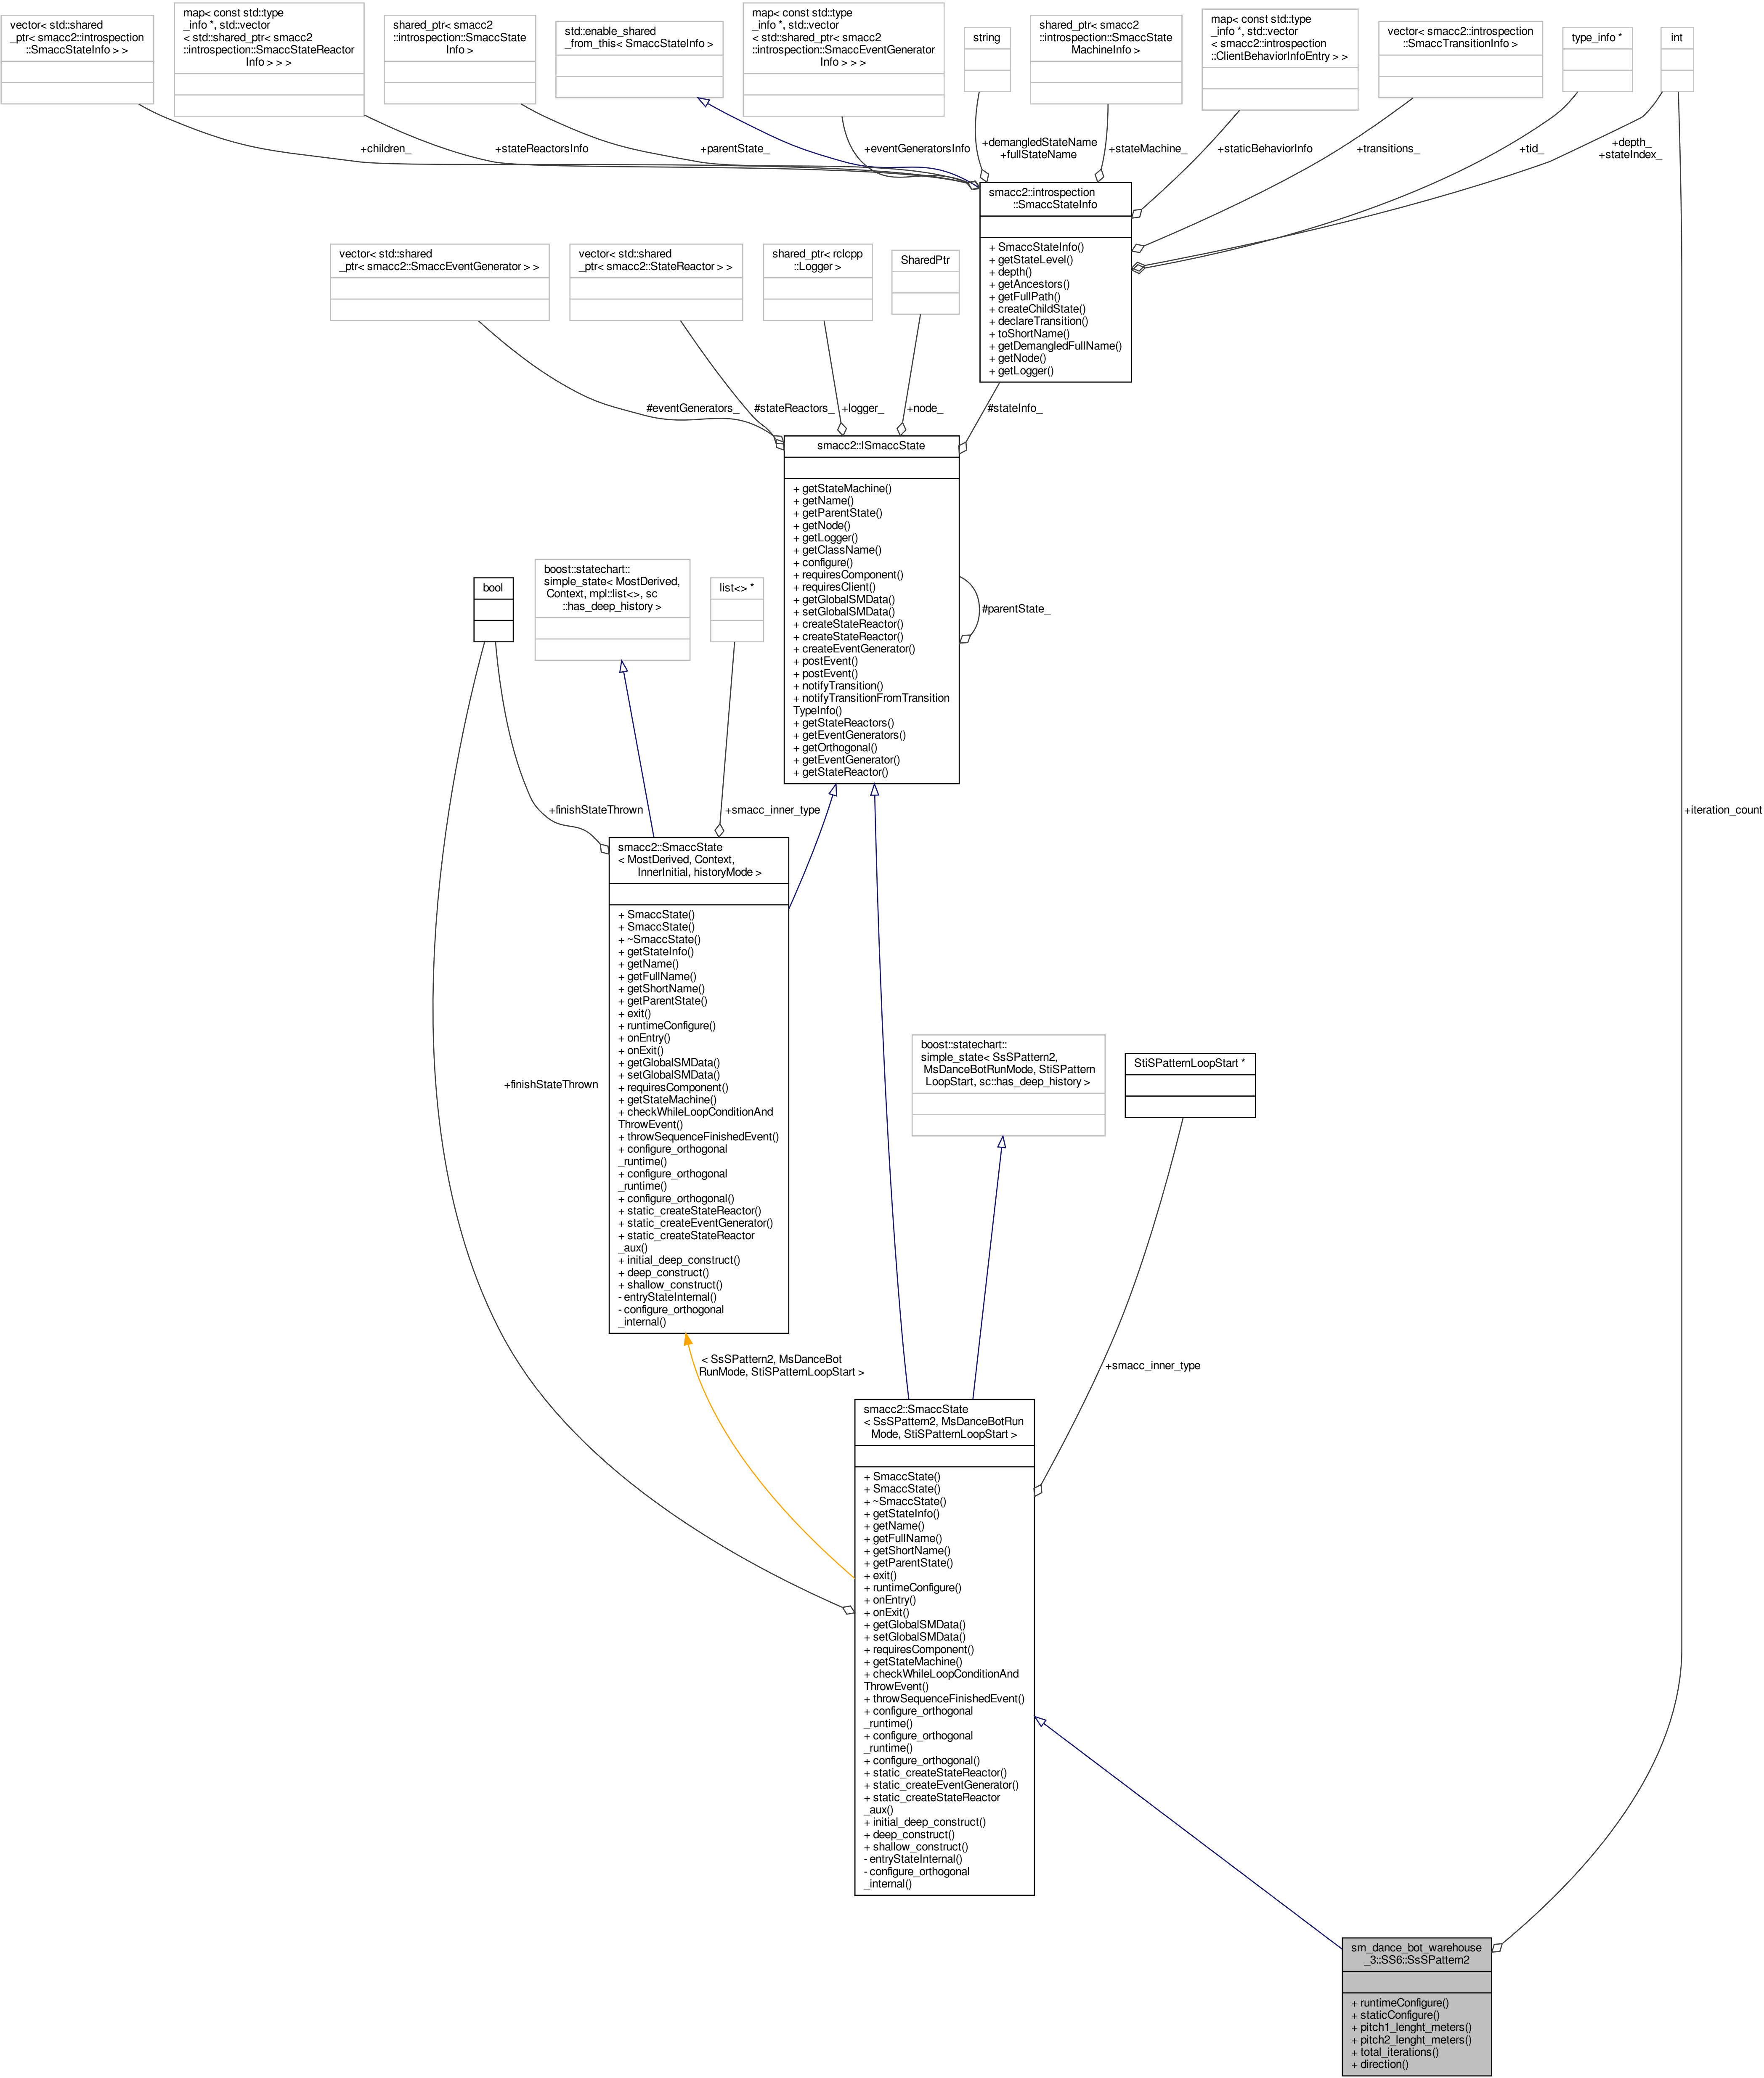 vector< std::shared
_ptr< smacc2::introspection
::SmaccStateInfo > >
map< const std::type
_info *, std::vector
< std::shared_ptr< smacc2
::introspection::SmaccStateReactor
Info > > >
shared_ptr< smacc2
::introspection::SmaccState
Info >
std::enable_shared
_from_this< SmaccStateInfo >
map< const std::type
_info *, std::vector
< std::shared_ptr< smacc2
::introspection::SmaccEventGenerator
Info > > >
string
shared_ptr< smacc2
::introspection::SmaccState
MachineInfo >
map< const std::type
_info *, std::vector
< smacc2::introspection
::ClientBehaviorInfoEntry > >
vector< smacc2::introspection
::SmaccTransitionInfo >
type_info *
int
+children_
+stateReactorsInfo
+parentState_
+eventGeneratorsInfo
+demangledStateName
+fullStateName
+stateMachine_
+staticBehaviorInfo
+transitions_
+tid_
+depth_
+stateIndex_
smacc2::introspection
::SmaccStateInfo
+ SmaccStateInfo()
+ getStateLevel()
+ depth()
+ getAncestors()
+ getFullPath()
+ createChildState()
+ declareTransition()
+ toShortName()
+ getDemangledFullName()
+ getNode()
+ getLogger()
vector< std::shared
_ptr< smacc2::SmaccEventGenerator > >
vector< std::shared
_ptr< smacc2::StateReactor > >
shared_ptr< rclcpp
::Logger >
SharedPtr
#eventGenerators_
#stateReactors_
+logger_
+node_
#stateInfo_
smacc2::ISmaccState
+ getStateMachine()
+ getName()
+ getParentState()
+ getNode()
+ getLogger()
+ getClassName()
+ configure()
+ requiresComponent()
+ requiresClient()
+ getGlobalSMData()
+ setGlobalSMData()
+ createStateReactor()
+ createStateReactor()
+ createEventGenerator()
+ postEvent()
+ postEvent()
+ notifyTransition()
+ notifyTransitionFromTransition
TypeInfo()
+ getStateReactors()
+ getEventGenerators()
+ getOrthogonal()
+ getEventGenerator()
+ getStateReactor()
#parentState_
bool
boost::statechart::
simple_state< MostDerived,
Context, mpl::list<>, sc
::has_deep_history >
list<> *
+finishStateThrown
+smacc_inner_type
+iteration_count
smacc2::SmaccState
< MostDerived, Context,
InnerInitial, historyMode >
+ SmaccState()
+ SmaccState()
+ ~SmaccState()
+ getStateInfo()
+ getName()
+ getFullName()
+ getShortName()
+ getParentState()
+ exit()
+ runtimeConfigure()
+ onEntry()
+ onExit()
+ getGlobalSMData()
+ setGlobalSMData()
+ requiresComponent()
+ getStateMachine()
+ checkWhileLoopConditionAnd
ThrowEvent()
+ throwSequenceFinishedEvent()
+ configure_orthogonal
_runtime()
+ configure_orthogonal
_runtime()
+ configure_orthogonal()
+ static_createStateReactor()
+ static_createEventGenerator()
+ static_createStateReactor
_aux()
+ initial_deep_construct()
+ deep_construct()
+ shallow_construct()
- entryStateInternal()
- configure_orthogonal
_internal()
+finishStateThrown
boost::statechart::
simple_state< SsSPattern2,
MsDanceBotRunMode, StiSPattern
LoopStart, sc::has_deep_history >
StiSPatternLoopStart *
< SsSPattern2, MsDanceBot
RunMode, StiSPatternLoopStart >
+smacc_inner_type
smacc2::SmaccState
< SsSPattern2, MsDanceBotRun
Mode, StiSPatternLoopStart >
+ SmaccState()
+ SmaccState()
+ ~SmaccState()
+ getStateInfo()
+ getName()
+ getFullName()
+ getShortName()
+ getParentState()
+ exit()
+ runtimeConfigure()
+ onEntry()
+ onExit()
+ getGlobalSMData()
+ setGlobalSMData()
+ requiresComponent()
+ getStateMachine()
+ checkWhileLoopConditionAnd
ThrowEvent()
+ throwSequenceFinishedEvent()
+ configure_orthogonal
_runtime()
+ configure_orthogonal
_runtime()
+ configure_orthogonal()
+ static_createStateReactor()
+ static_createEventGenerator()
+ static_createStateReactor
_aux()
+ initial_deep_construct()
+ deep_construct()
+ shallow_construct()
- entryStateInternal()
- configure_orthogonal
_internal()
sm_dance_bot_warehouse
_3::SS6::SsSPattern2
+ runtimeConfigure()
+ staticConfigure()
+ pitch1_lenght_meters()
+ pitch2_lenght_meters()
+ total_iterations()
+ direction()